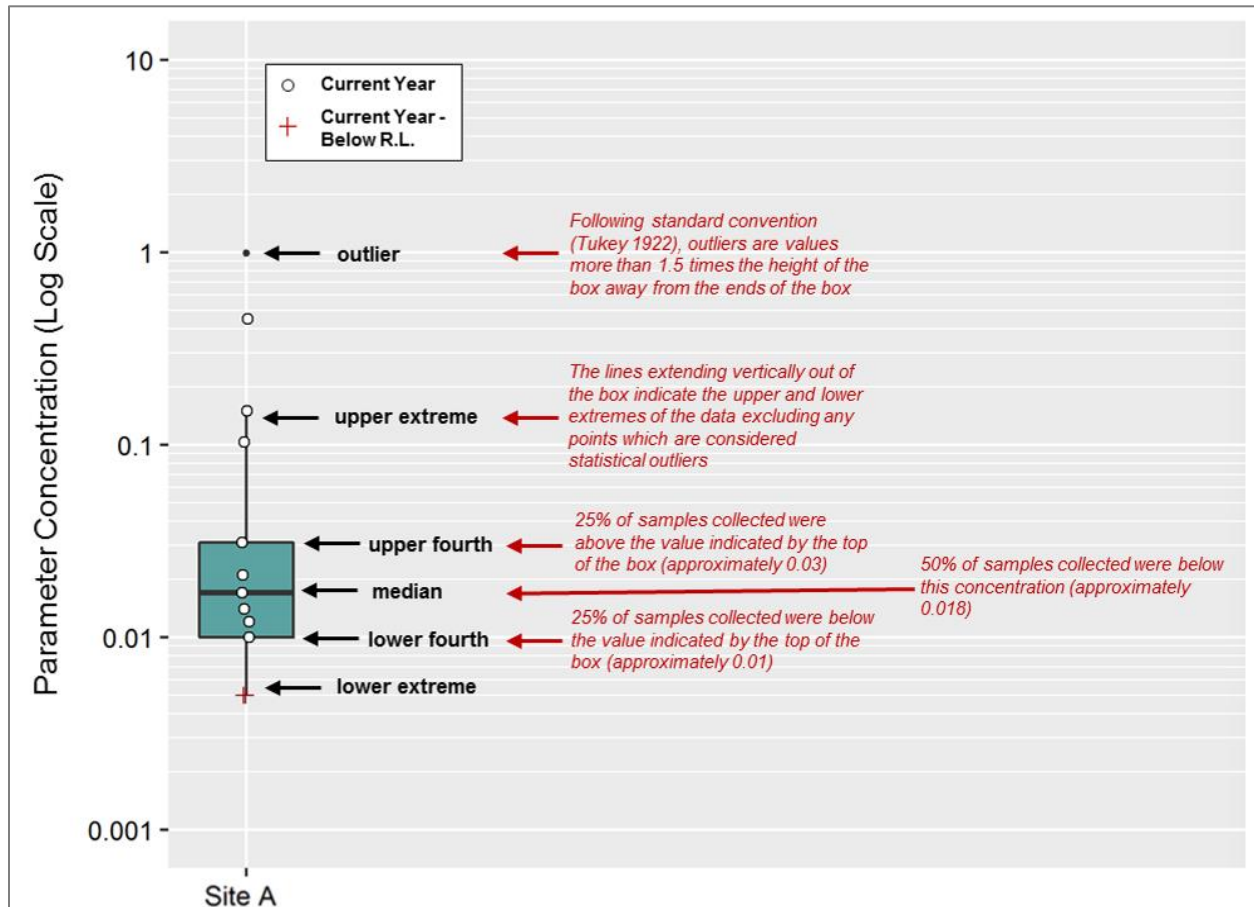 Parameter Concentration (Log Scale)
10
1
0.1
0.01
0.001
Current Year
Current Year -
Below R.L.
outlier
Following standard convention
(Tukey 1922), outliers are values
more than 1.5 times the height of the
box away from the ends of the box
upper extreme
The lines extending vertically out of
the box indicate the upper and lower
extremes of the data excluding any
points which are considered
statistical outliers
upper fourth
25% of samples collected were
above the value indicated by the top
of the box (approximately 0.03)
median
50% of samples collected were below
this concentration (approximately
0.018)
lower fourth
25% of samples collected were below
the value indicated by the top of the
box (approximately 0.01)
lower extreme
Site A